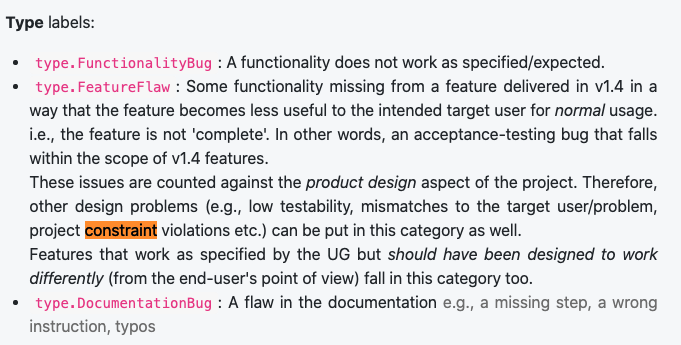 Type labels:
• type.FunctionalityBug : A functionality does not work as specified/expected.
• type.FeatureFlaw : Some functionality missing from a feature delivered in v1.4 in a
way that the feature becomes less useful to the intended target user for normal usage.
i.e., the feature is not 'complete'. In other words, an acceptance-testing bug that falls
within the scope of v1.4 features.
These issues are counted against the product design aspect of the project. Therefore,
other design problems (e.g., low testability, mismatches to the target user/problem,
project constraint violations etc.) can be put in this category as well.
Features that work as specified by the UG but should have been designed to work
differently (from the end-user's point of view) fall in this category too.
• type.DocumentationBug : A flaw in the documentation e.g., a missing step, a wrong
instruction, typos